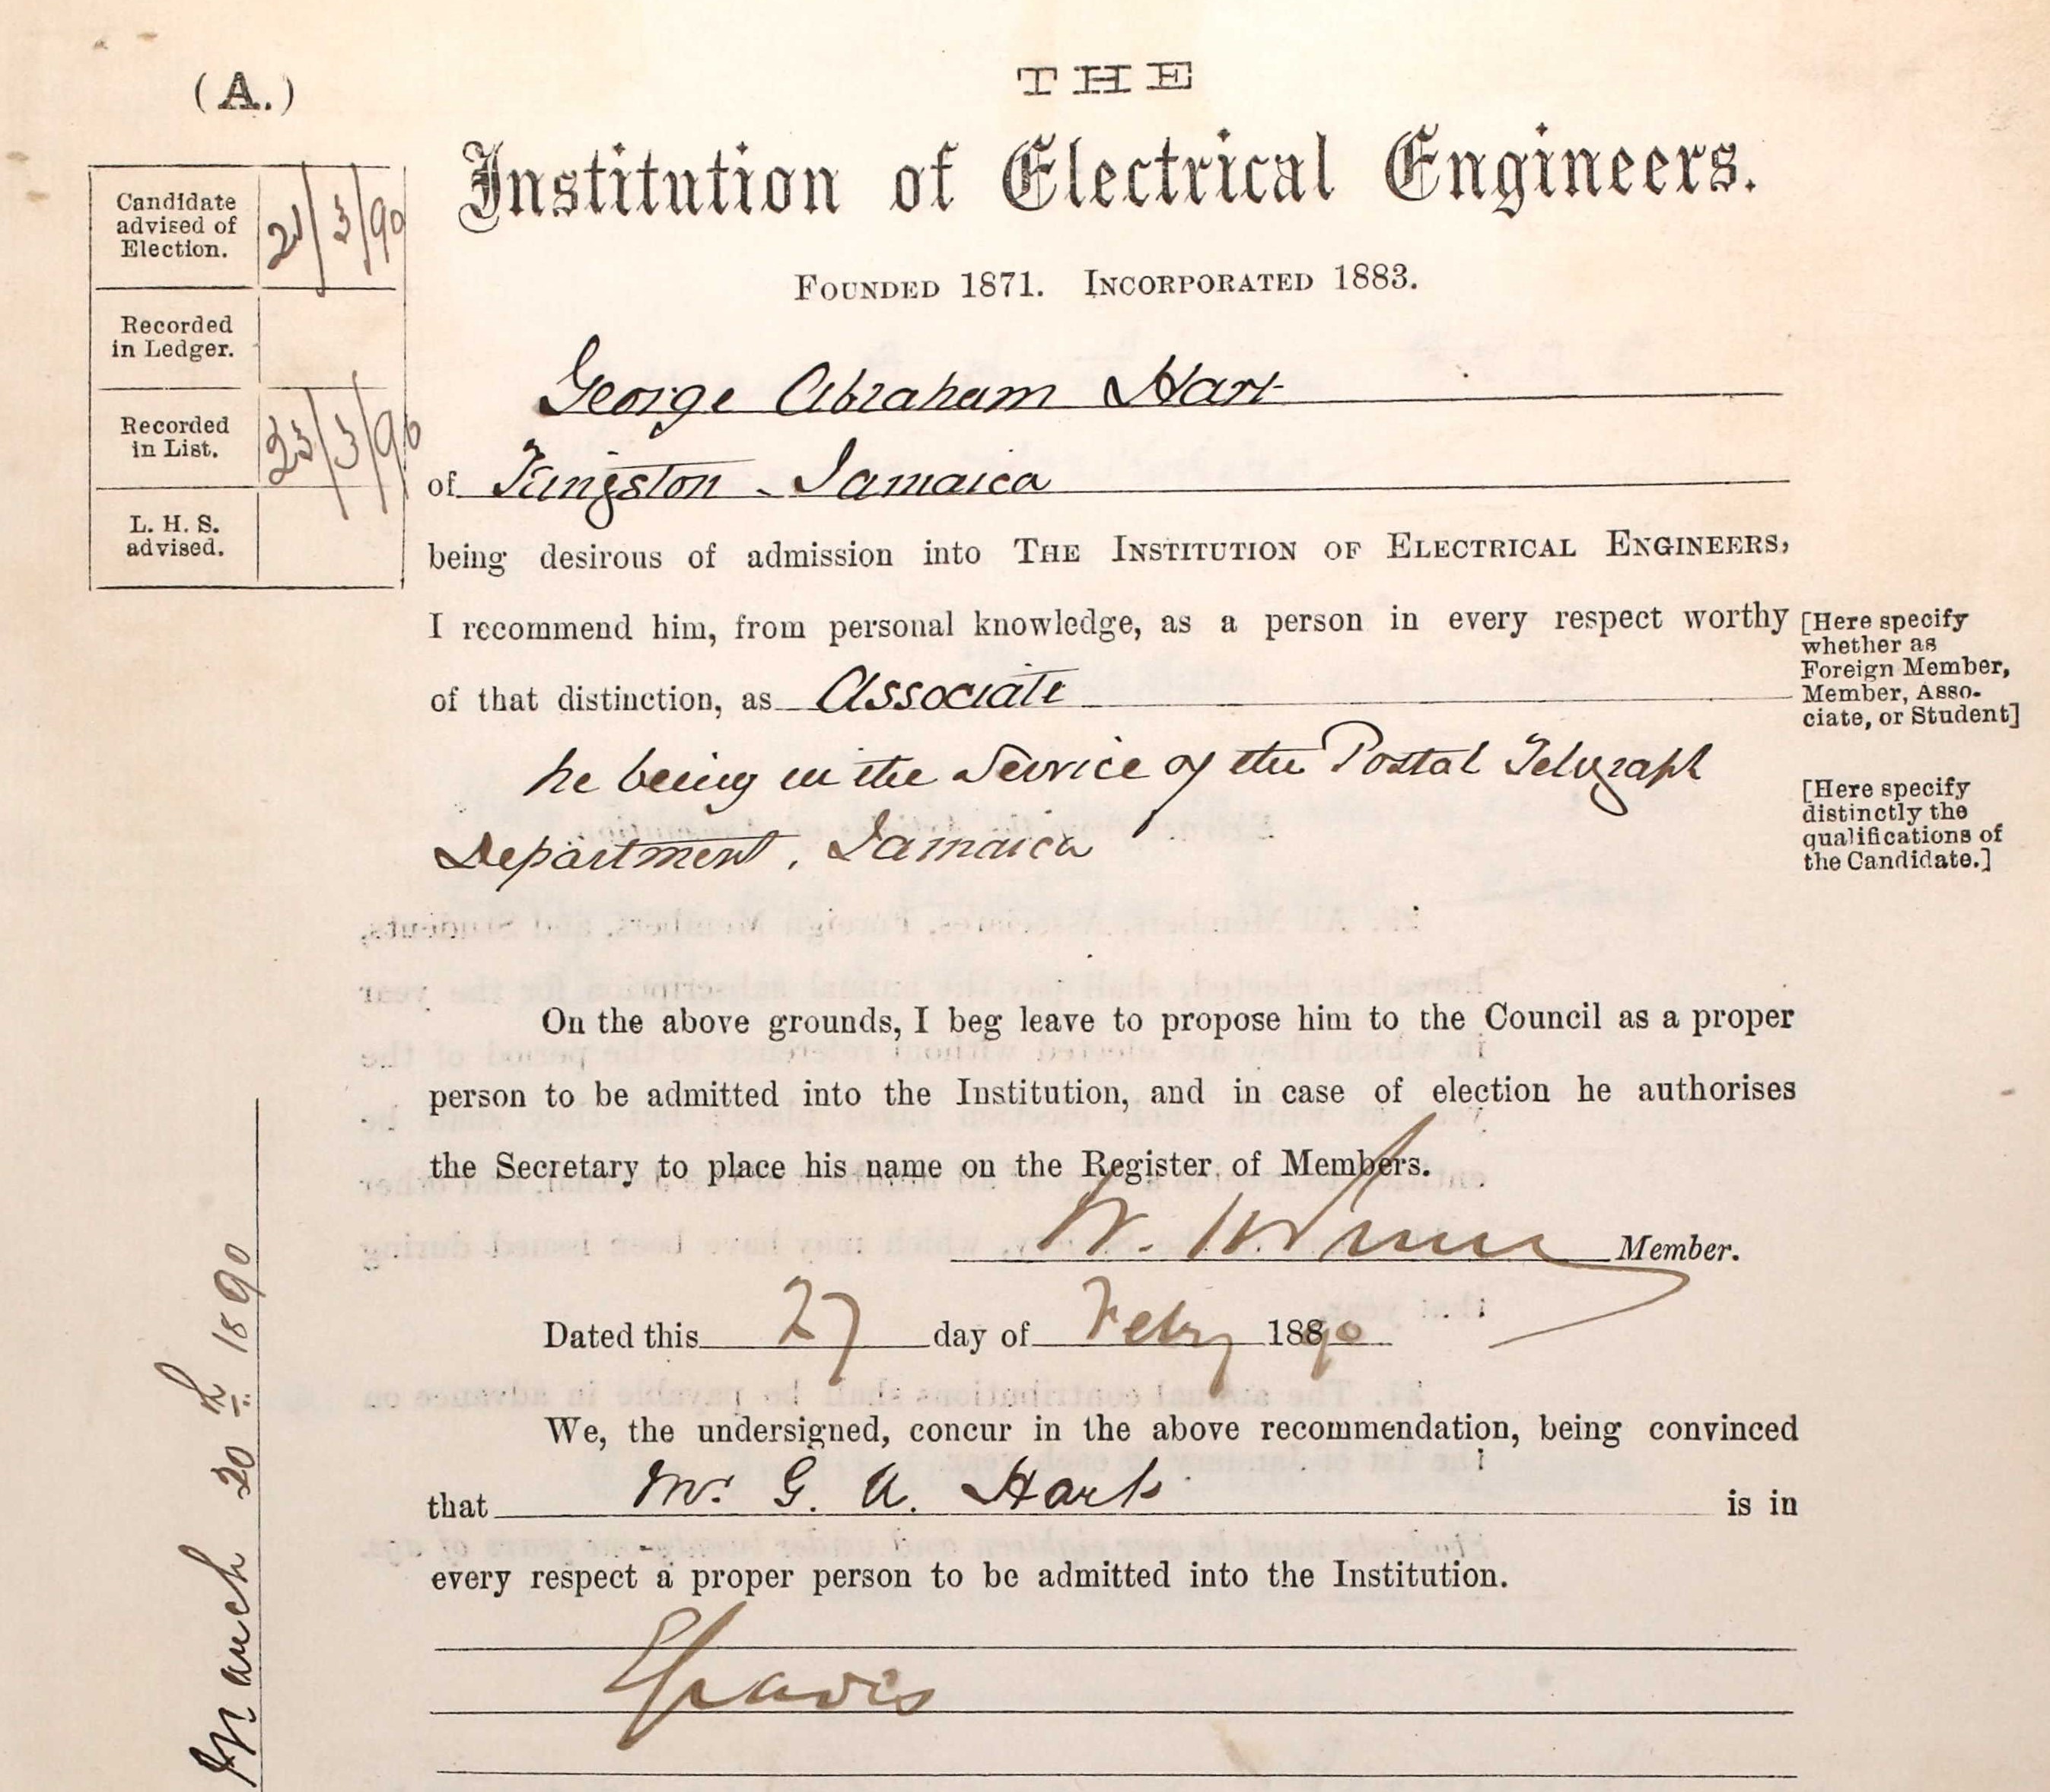 (A.)
THE
Institution of Electrical Engineers.
FOUNDED 1871. INCORPORATED 1883.
Candidate
advised of
Election.
21/3/90
Recorded
in Ledger.
Recorded
in List.
/3/90
L. H. S.
advised.
George Abraham Hart
of Kingston - Jamaica
being desirous of admission into THE INSTITUTION OF ELECTRICAL ENGINEERS,
I recommend him, from personal knowledge, as a person in every respect worthy
of that distinction, as Associate
[Here specify
whether as
Foreign Member,
Member, Asso-
ciate, or Student]
he being in the Service of the Postal Telegraph
Department, Jamaica
[Here specify
distinctly the
qualifications of
the Candidate.]
On the above grounds, I beg leave to propose him to the Council as a proper
person to be admitted into the Institution, and in case of election he authorises
the Secretary to place his name on the Register of Members.
W. Member.
Dated this 27 day of Febry 1890
We, the undersigned, concur in the above recommendation, being convinced
that Mr. G. A. Hart is in
every respect a proper person to be admitted into the Institution.
March 20th 1890